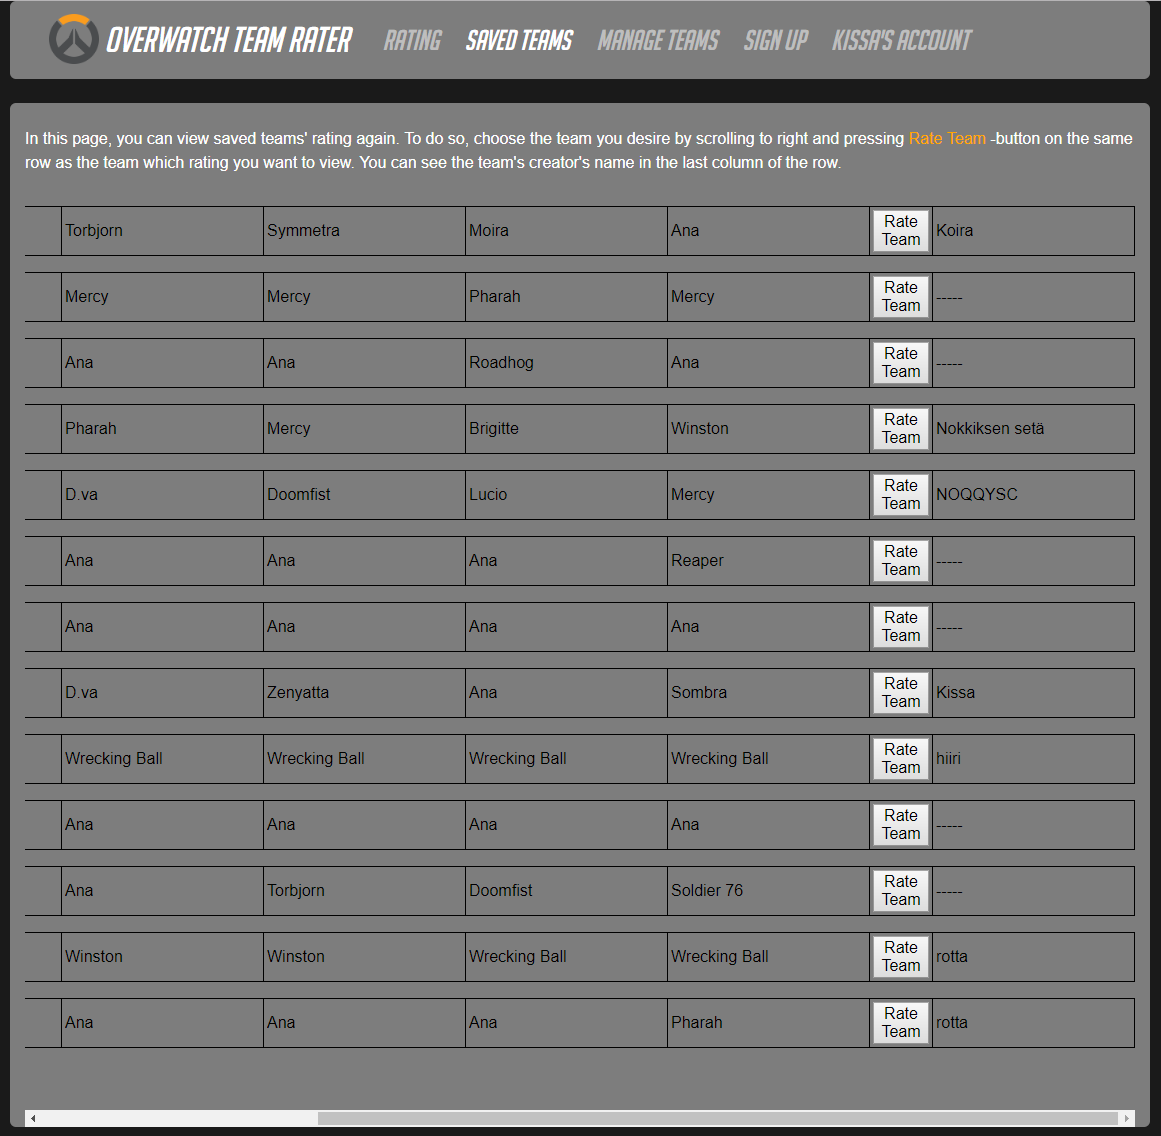 OVERWATCH TEAM RATER RATING SAVED TEAMS MANAGE TEAMS SIGN UP KISSA'S ACCOUNT
In this page, you can view saved teams' rating again. To do so, choose the team you desire by scrolling to right and pressing Rate Team -button on the same
row as the team which rating you want to view. You can see the team's creator's name in the last column of the row.
Torbjorn Symmetra Moira Ana Rate Team Koira
Mercy Mercy Pharah Mercy Rate Team -----
Ana Ana Roadhog Ana Rate Team -----
Pharah Mercy Brigitte Winston Rate Team Nokkiksen setä
D.va Doomfist Lucio Mercy Rate Team NOQQYSC
Ana Ana Ana Reaper Rate Team -----
Ana Ana Ana Ana Rate Team -----
D.va Zenyatta Ana Sombra Rate Team Kissa
Wrecking Ball Wrecking Ball Wrecking Ball Wrecking Ball Rate Team hiiri
Ana Ana Ana Ana Rate Team -----
Ana Torbjorn Doomfist Soldier 76 Rate Team -----
Winston Winston Wrecking Ball Wrecking Ball Rate Team rotta
Ana Ana Ana Pharah Rate Team rotta